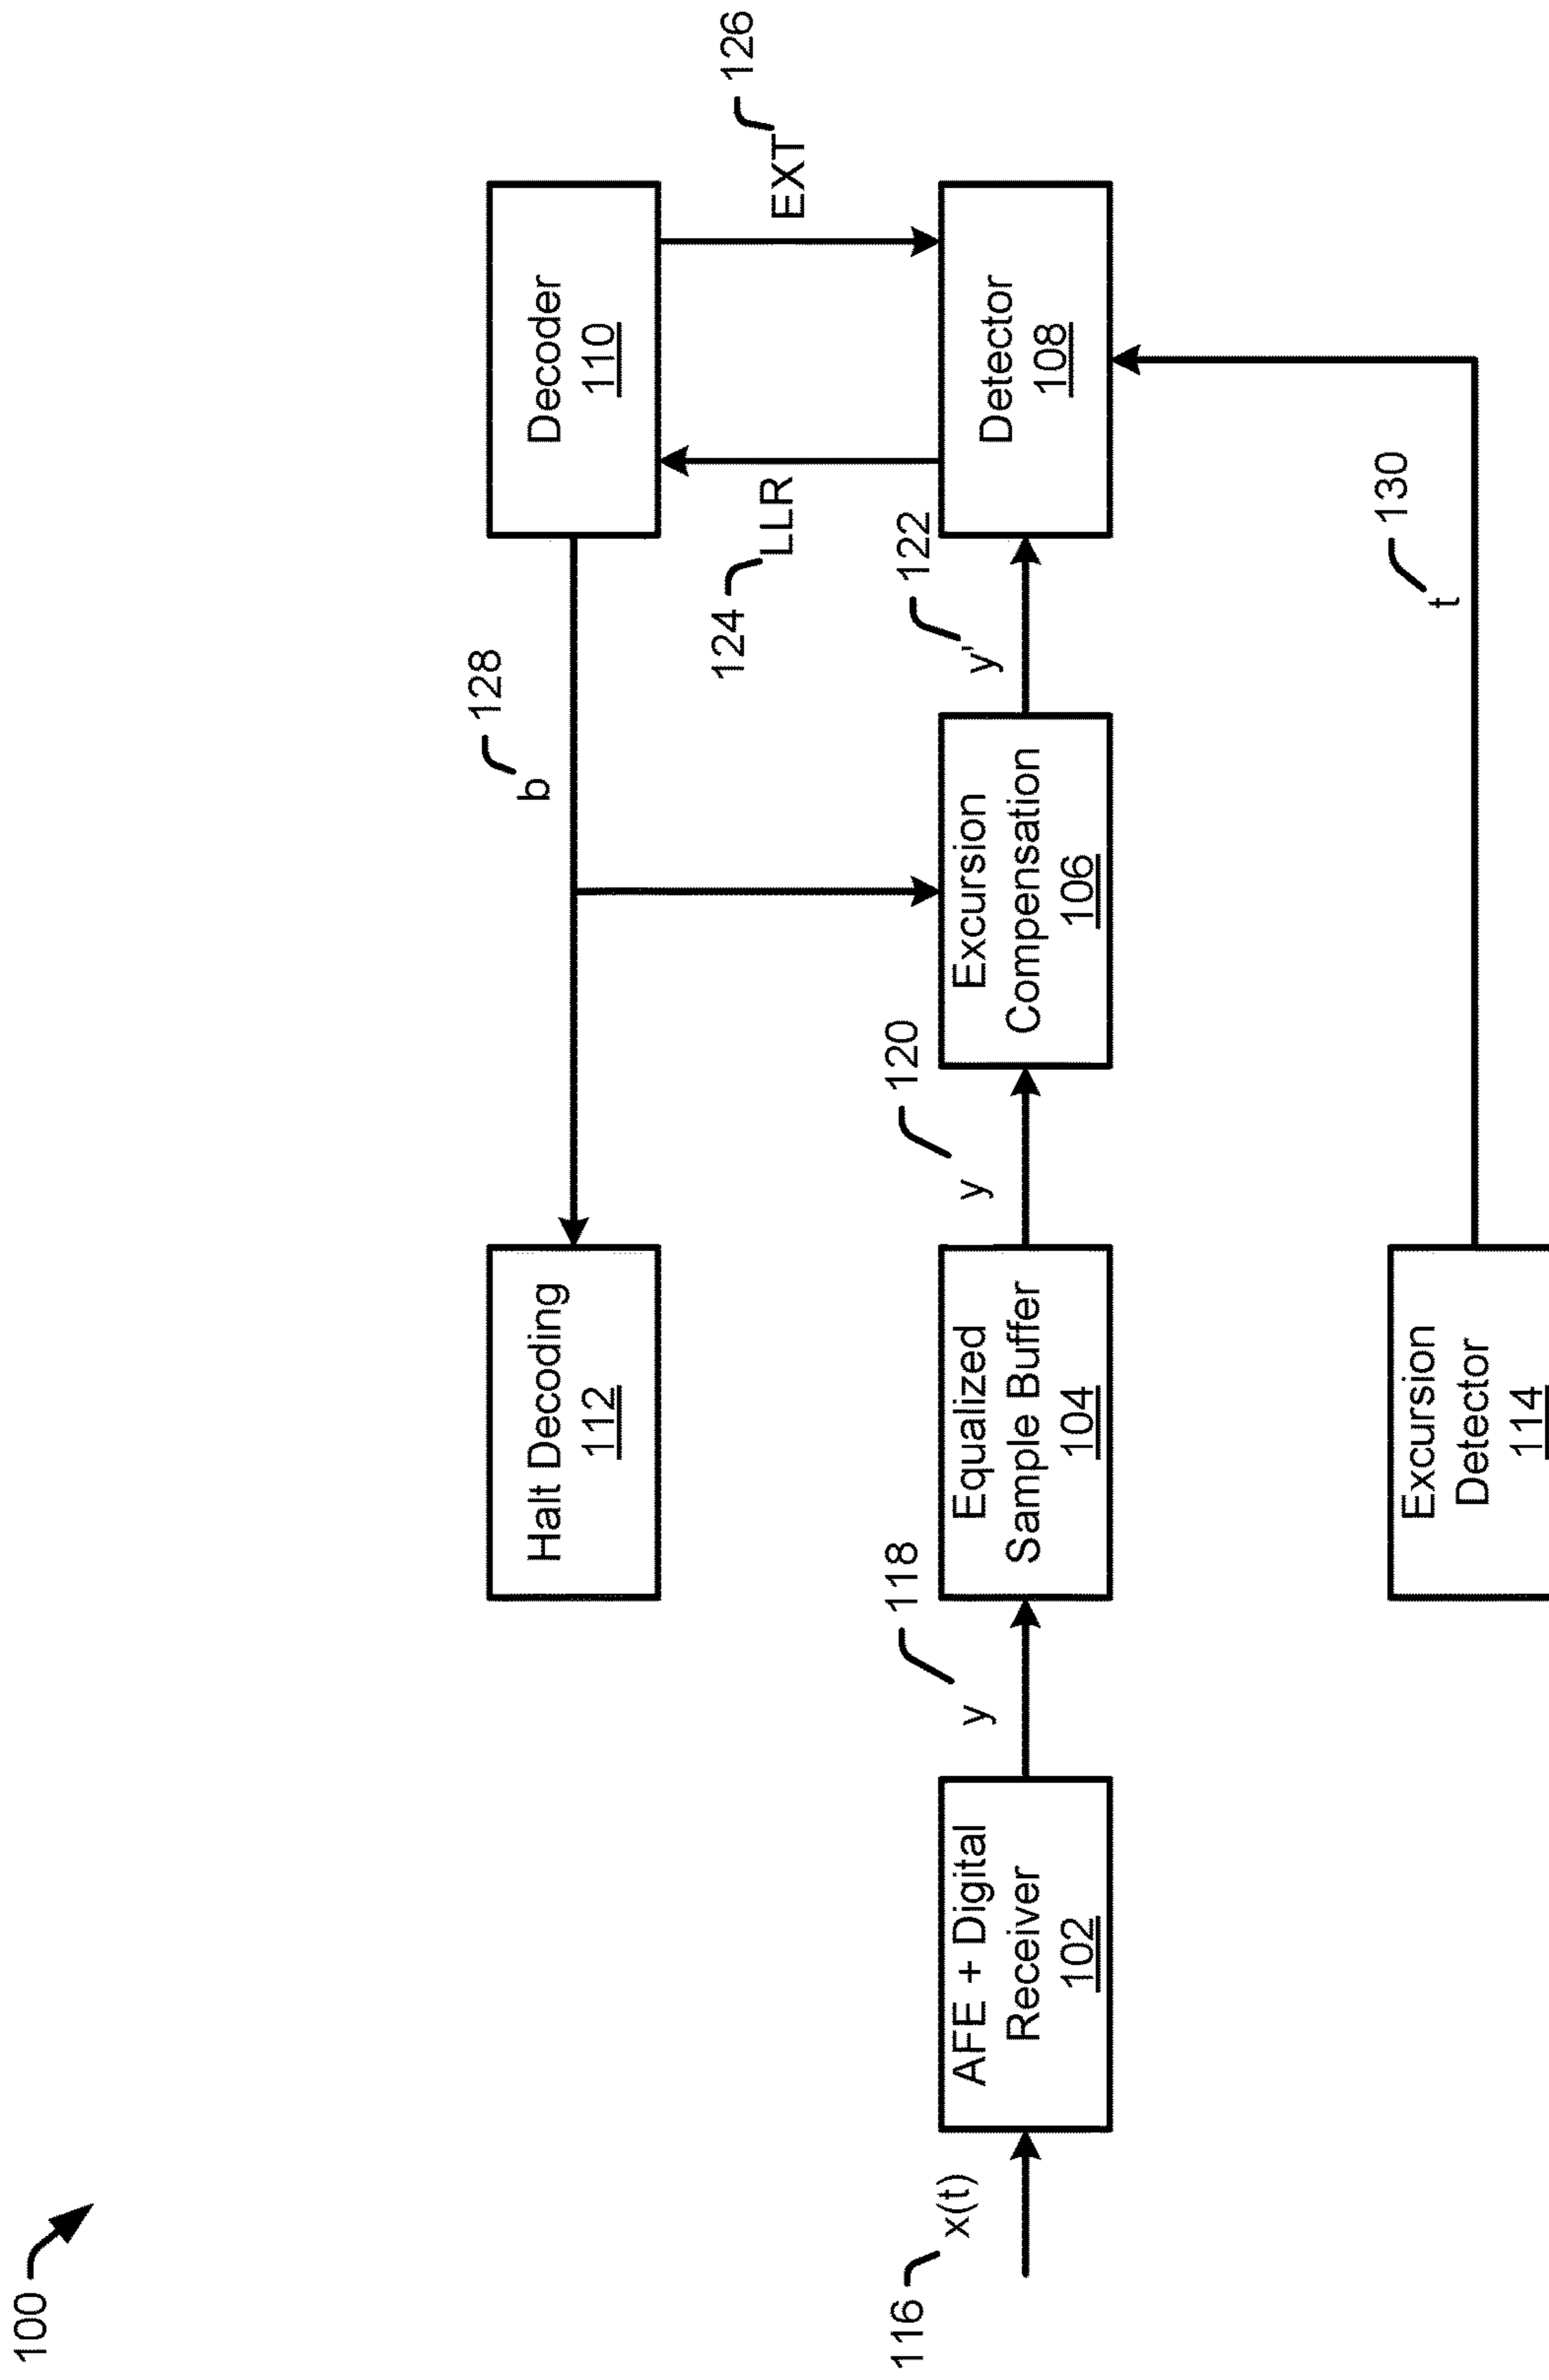 100
128
b
Halt Decoding
112
Decoder
110
124
LLR
EXT
126
116
x(t)
AFE + Digital
Receiver
102
118
y
Equalized
Sample Buffer
104
120
y
Excursion
Compensation
106
122
y'
Detector
108
Excursion
Detector
114
130
t